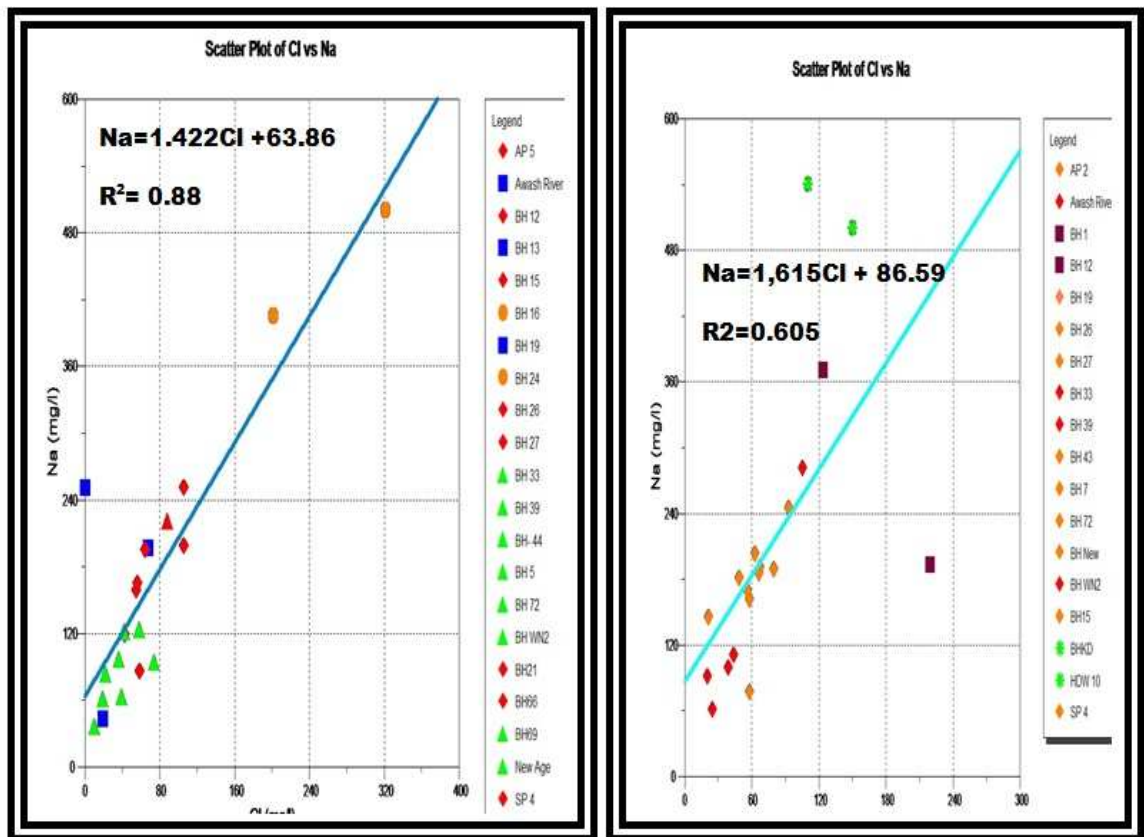 Scatter Plot of Cl vs Na
600
480
360
240
120
0
Na (mg/l)
Na=1.422Cl +63.86
R²= 0.88
0 80 160 240 320 400
Cl (mg/l)
Legend
AP 5
Awash River
BH 12
BH 13
BH 15
BH 16
BH 19
BH 24
BH 26
BH 27
BH 33
BH 39
BH- 44
BH 5
BH 72
BH WN2
BH21
BH66
BH69
New Age
SP 4
Scatter Plot of Cl vs Na
600
480
360
240
120
0
Na (mg/l)
Na=1,615Cl + 86.59
R2=0.605
0 60 120 180 240 300
Legend
AP 2
Awash Rive
BH 1
BH 12
BH 19
BH 26
BH 27
BH 33
BH 39
BH 43
BH 7
BH 72
BH New
BH WN2
BH15
BHKD
HDW 10
SP 4